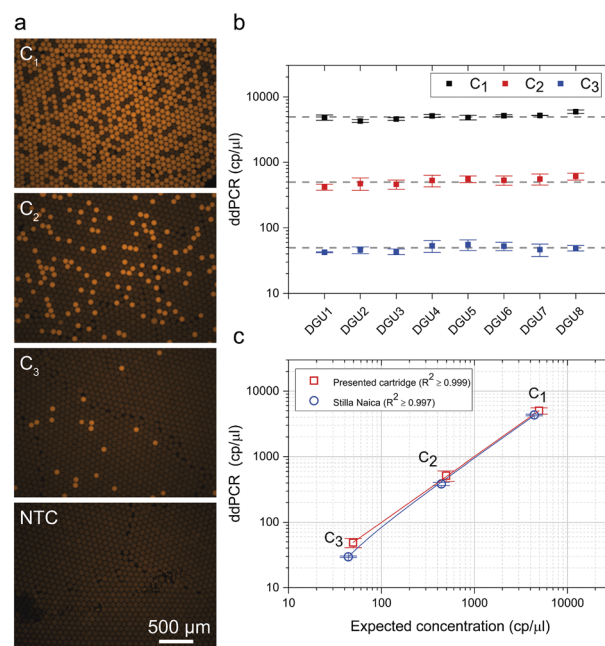 a
C₁
C₂
C₃
NTC
500 µm
b
C₁ C₂ C₃
ddPCR (cp/µl)
10000
1000
100
10
DGU1 DGU2 DGU3 DGU4 DGU5 DGU6 DGU7 DGU8
c
Presented cartridge (R² ≥ 0.999)
Stilla Naica (R² ≥ 0.997)
C₁
C₂
C₃
ddPCR (cp/µl)
10000
1000
100
10
10 100 1000 10000
Expected concentration (cp/µl)